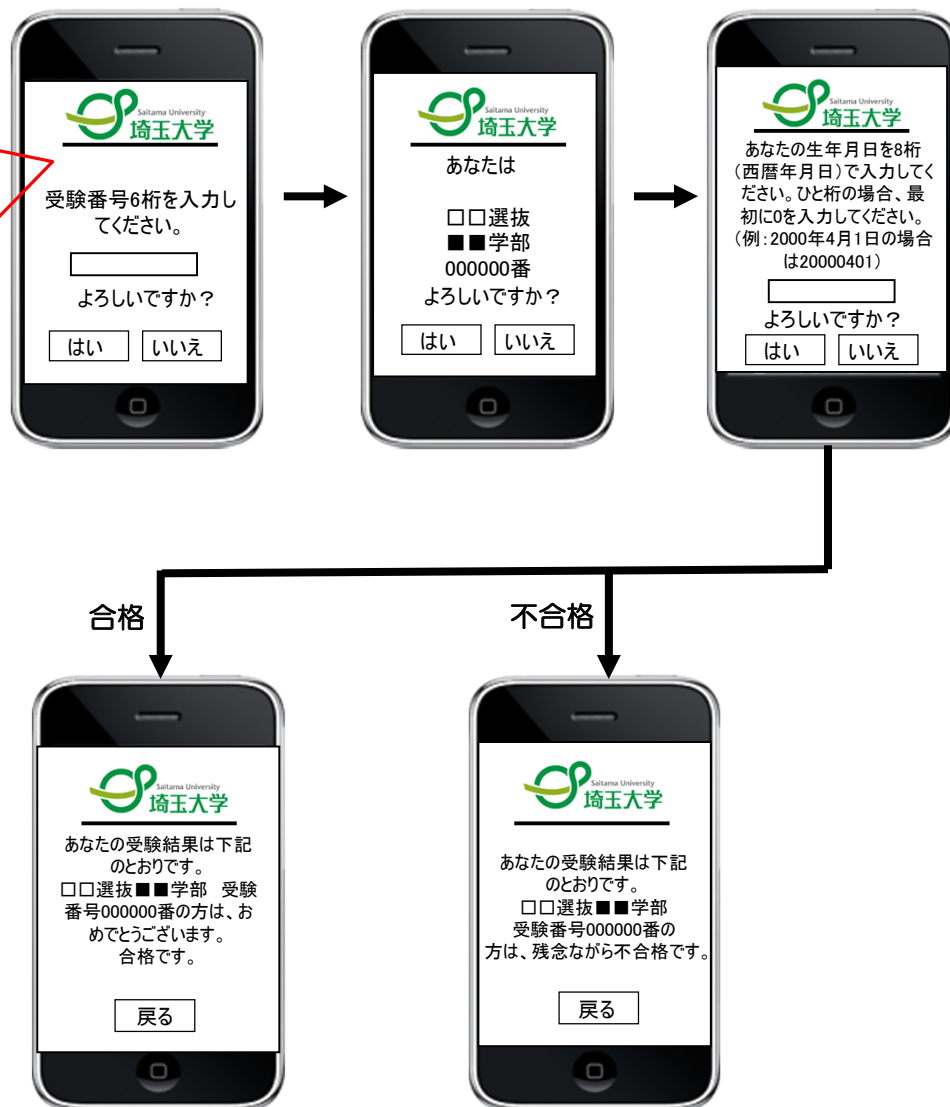 Saitama University
埼玉大学
受験番号6桁を入力し
てください。
よろしいですか？
はい
いいえ
Saitama University
埼玉大学
あなたは
□□選抜
■■学部
000000番
よろしいですか？
はい
いいえ
Saitama University
埼玉大学
あなたの生年月日を8桁
（西暦年月日）で入力してく
ださい。ひと桁の場合、最
初に0を入力してください。
（例：2000年4月1日の場合
は20000401）
よろしいですか？
はい
いいえ
合格
不合格
Saitama University
埼玉大学
あなたの受験結果は下記
のとおりです。
□□選抜■■学部　受験
番号000000番の方は、お
めでとうございます。
合格です。
戻る
Saitama University
埼玉大学
あなたの受験結果は下記
のとおりです。
□□選抜■■学部
受験番号000000番の
方は、残念ながら不合格です。
戻る